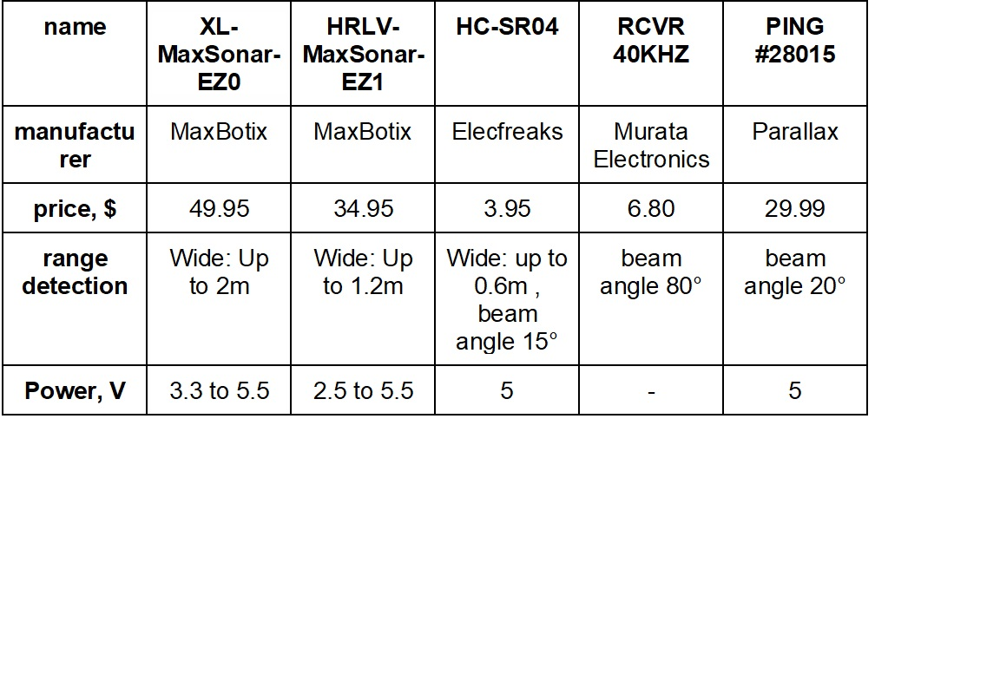 name
XL-
MaxSonar-
EZ0
HRLV-
MaxSonar-
EZ1
HC-SR04
RCVR
40KHZ
PING
#28015
manufactu
rer
MaxBotix
MaxBotix
Elecfreaks
Murata
Electronics
Parallax
price, $
49.95
34.95
3.95
6.80
29.99
range
detection
Wide: Up
to 2m
Wide: Up
to 1.2m
Wide: up to
0.6m ,
beam
angle 15°
beam
angle 80°
beam
angle 20°
Power, V
3.3 to 5.5
2.5 to 5.5
5
-
5